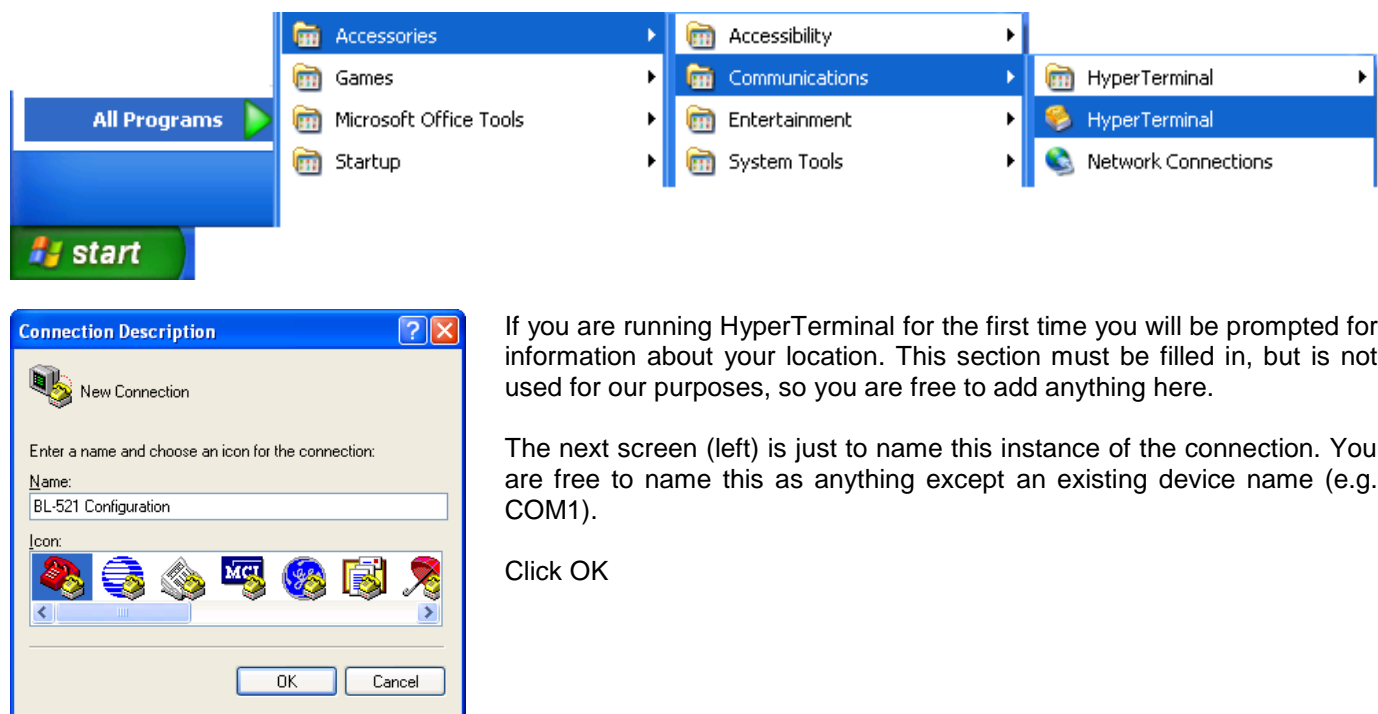 Accessories
Accessibility
Games
Communications
HyperTerminal
All Programs
Microsoft Office Tools
Entertainment
HyperTerminal
Startup
System Tools
Network Connections
start
Connection Description
New Connection
Enter a name and choose an icon for the connection:
Name:
BL-521 Configuration
Icon:
MCI
OK
Cancel
If you are running HyperTerminal for the first time you will be prompted for
information about your location. This section must be filled in, but is not
used for our purposes, so you are free to add anything here.
The next screen (left) is just to name this instance of the connection. You
are free to name this as anything except an existing device name (e.g.
COM1).
Click OK